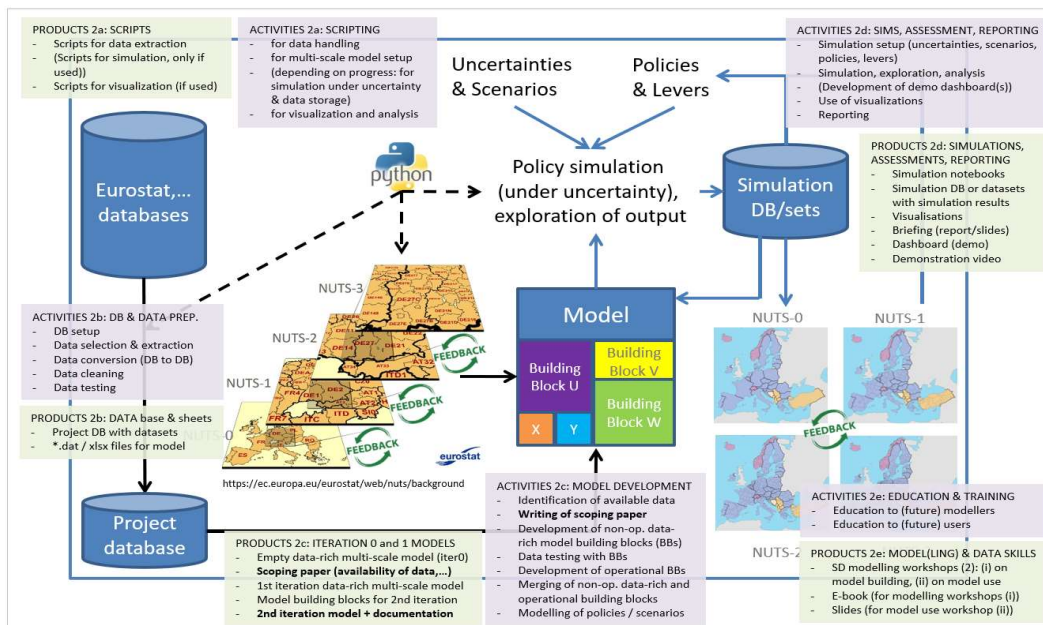 PRODUCTS 2a: SCRIPTS
- Scripts for data extraction
- (Scripts for simulation, only if
used))
- Scripts for visualization (if used)
ACTIVITIES 2a: SCRIPTING
- for data handling
- for multi-scale model setup
- (depending on progress: for
simulation under uncertainty
& data storage)
- for visualization and analysis
Uncertainties
& Scenarios
Policies
& Levers
ACTIVITIES 2d: SIMS, ASSESSMENT, REPORTING
- Simulation setup (uncertainties, scenarios,
policies, levers)
- Simulation, exploration, analysis
- (Development of demo dashboard(s))
- Use of visualizations
- Reporting
PRODUCTS 2d: SIMULATIONS,
ASSESSMENTS, REPORTING
- Simulation notebooks
- Simulation DB or datasets
with simulation results
- Visualisations
- Briefing (report/slides)
- Dashboard (demo)
- Demonstration video
Eurostat,...
databases
python
Policy simulation
(under uncertainty),
exploration of output
Simulation
DB/sets
ACTIVITIES 2b: DB & DATA PREP.
- DB setup
- Data selection & extraction
- Data conversion (DB to DB)
- Data cleaning
- Data testing
PRODUCTS 2b: DATA base & sheets
- Project DB with datasets
- *.dat / xlsx files for model
Project
database
NUTS-3
NUTS-2
NUTS-1
NUTS-0
FEEDBACK
FEEDBACK
FEEDBACK
eurostat
https://ec.europa.eu/eurostat/web/nuts/background
Model
Building
Block U
Building
Block V
Building
Block W
X
Y
NUTS-0
NUTS-1
FEEDBACK
NUTS-2
PRODUCTS 2c: ITERATION 0 and 1 MODELS
- Empty data-rich multi-scale model (iter0)
- Scoping paper (availability of data,...)
- 1st iteration data-rich multi-scale model
- Model building blocks for 2nd iteration
- 2nd iteration model + documentation
ACTIVITIES 2c: MODEL DEVELOPMENT
- Identification of available data
- Writing of scoping paper
- Development of non-op. data-
rich model building blocks (BBs)
- Data testing with BBs
- Development of operational BBs
- Merging of non-op. data-rich and
operational building blocks
- Modelling of policies / scenarios
ACTIVITIES 2e: EDUCATION & TRAINING
- Education to (future) modellers
- Education to (future) users
PRODUCTS 2e: MODEL(LING) & DATA SKILLS
- SD modelling workshops (2): (i) on
model building, (ii) on model use
- E-book (for modelling workshops (i))
- Slides (for model use workshop (ii))